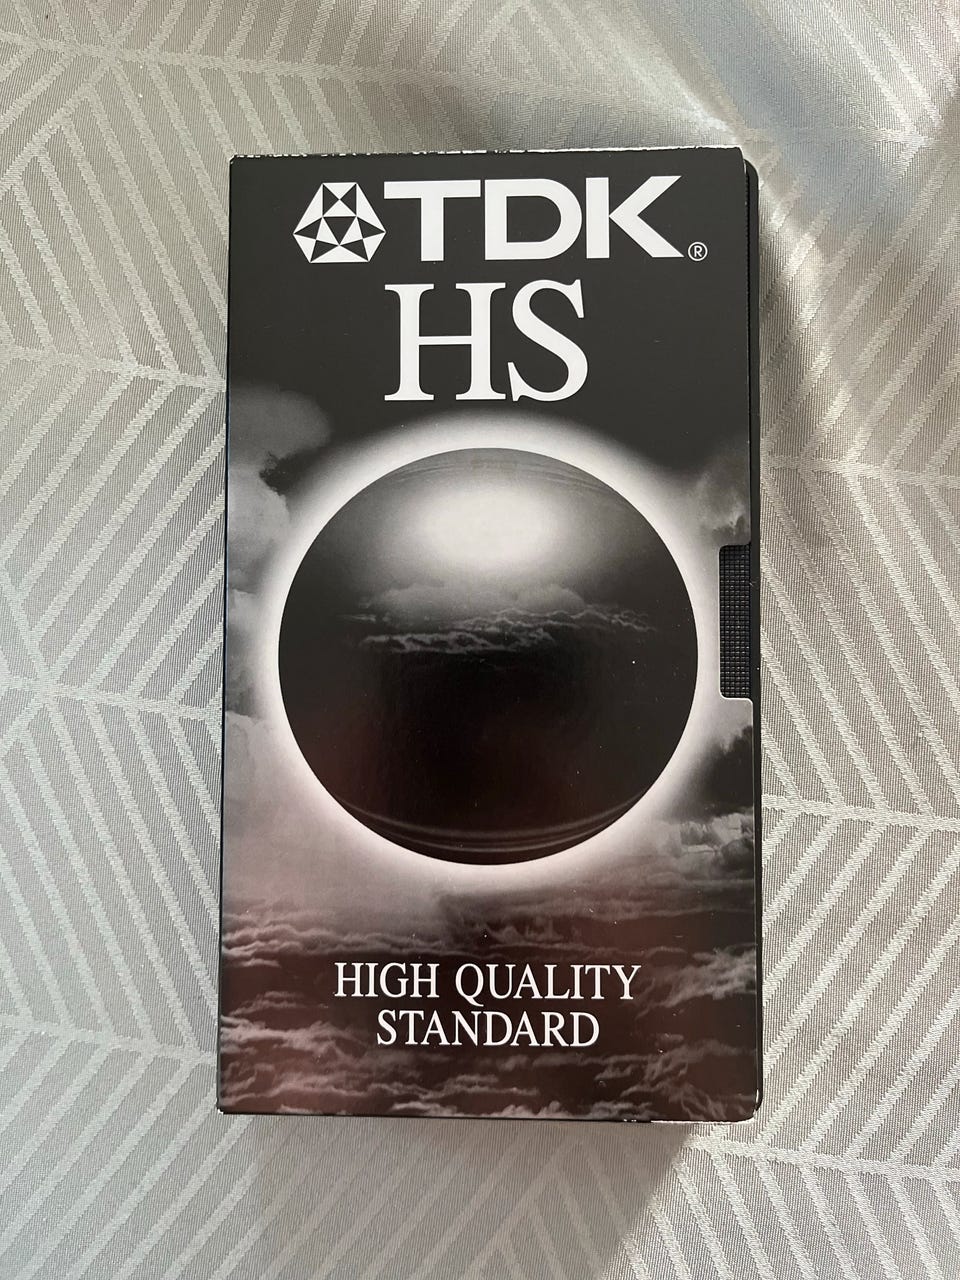 TDK®
HS
HIGH QUALITY
STANDARD